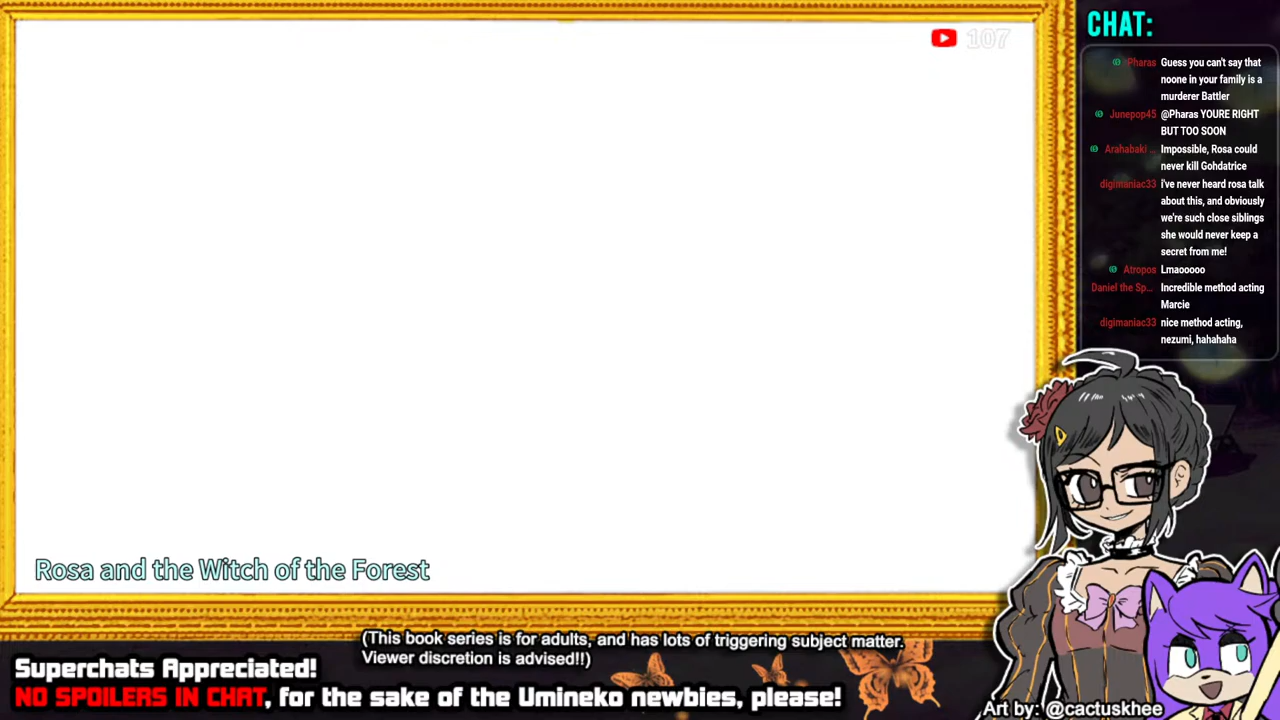 107
Rosa and the Witch of the Forest
CHAT:
Pharas Guess you can't say that
noone in your family is a
murderer Battler
Junepop45 @Pharas YOURE RIGHT
BUT TOO SOON
Arahabaki ... Impossible, Rosa could
never kill Gohdatrice
digimaniac33 i've never heard rosa talk
about this, and obviously
we're such close siblings
she would never keep a
secret from me!
Atropos Lmaooooo
Daniel the Sp... Incredible method acting
Marcie
digimaniac33 nice method acting,
nezumi, hahahaha
(This book series is for adults, and has lots of triggering subject matter.
Viewer discretion is advised!!)
Superchats Appreciated!
NO SPOILERS IN CHAT, for the sake of the Umineko newbies, please!
Art by: @cactuskhee